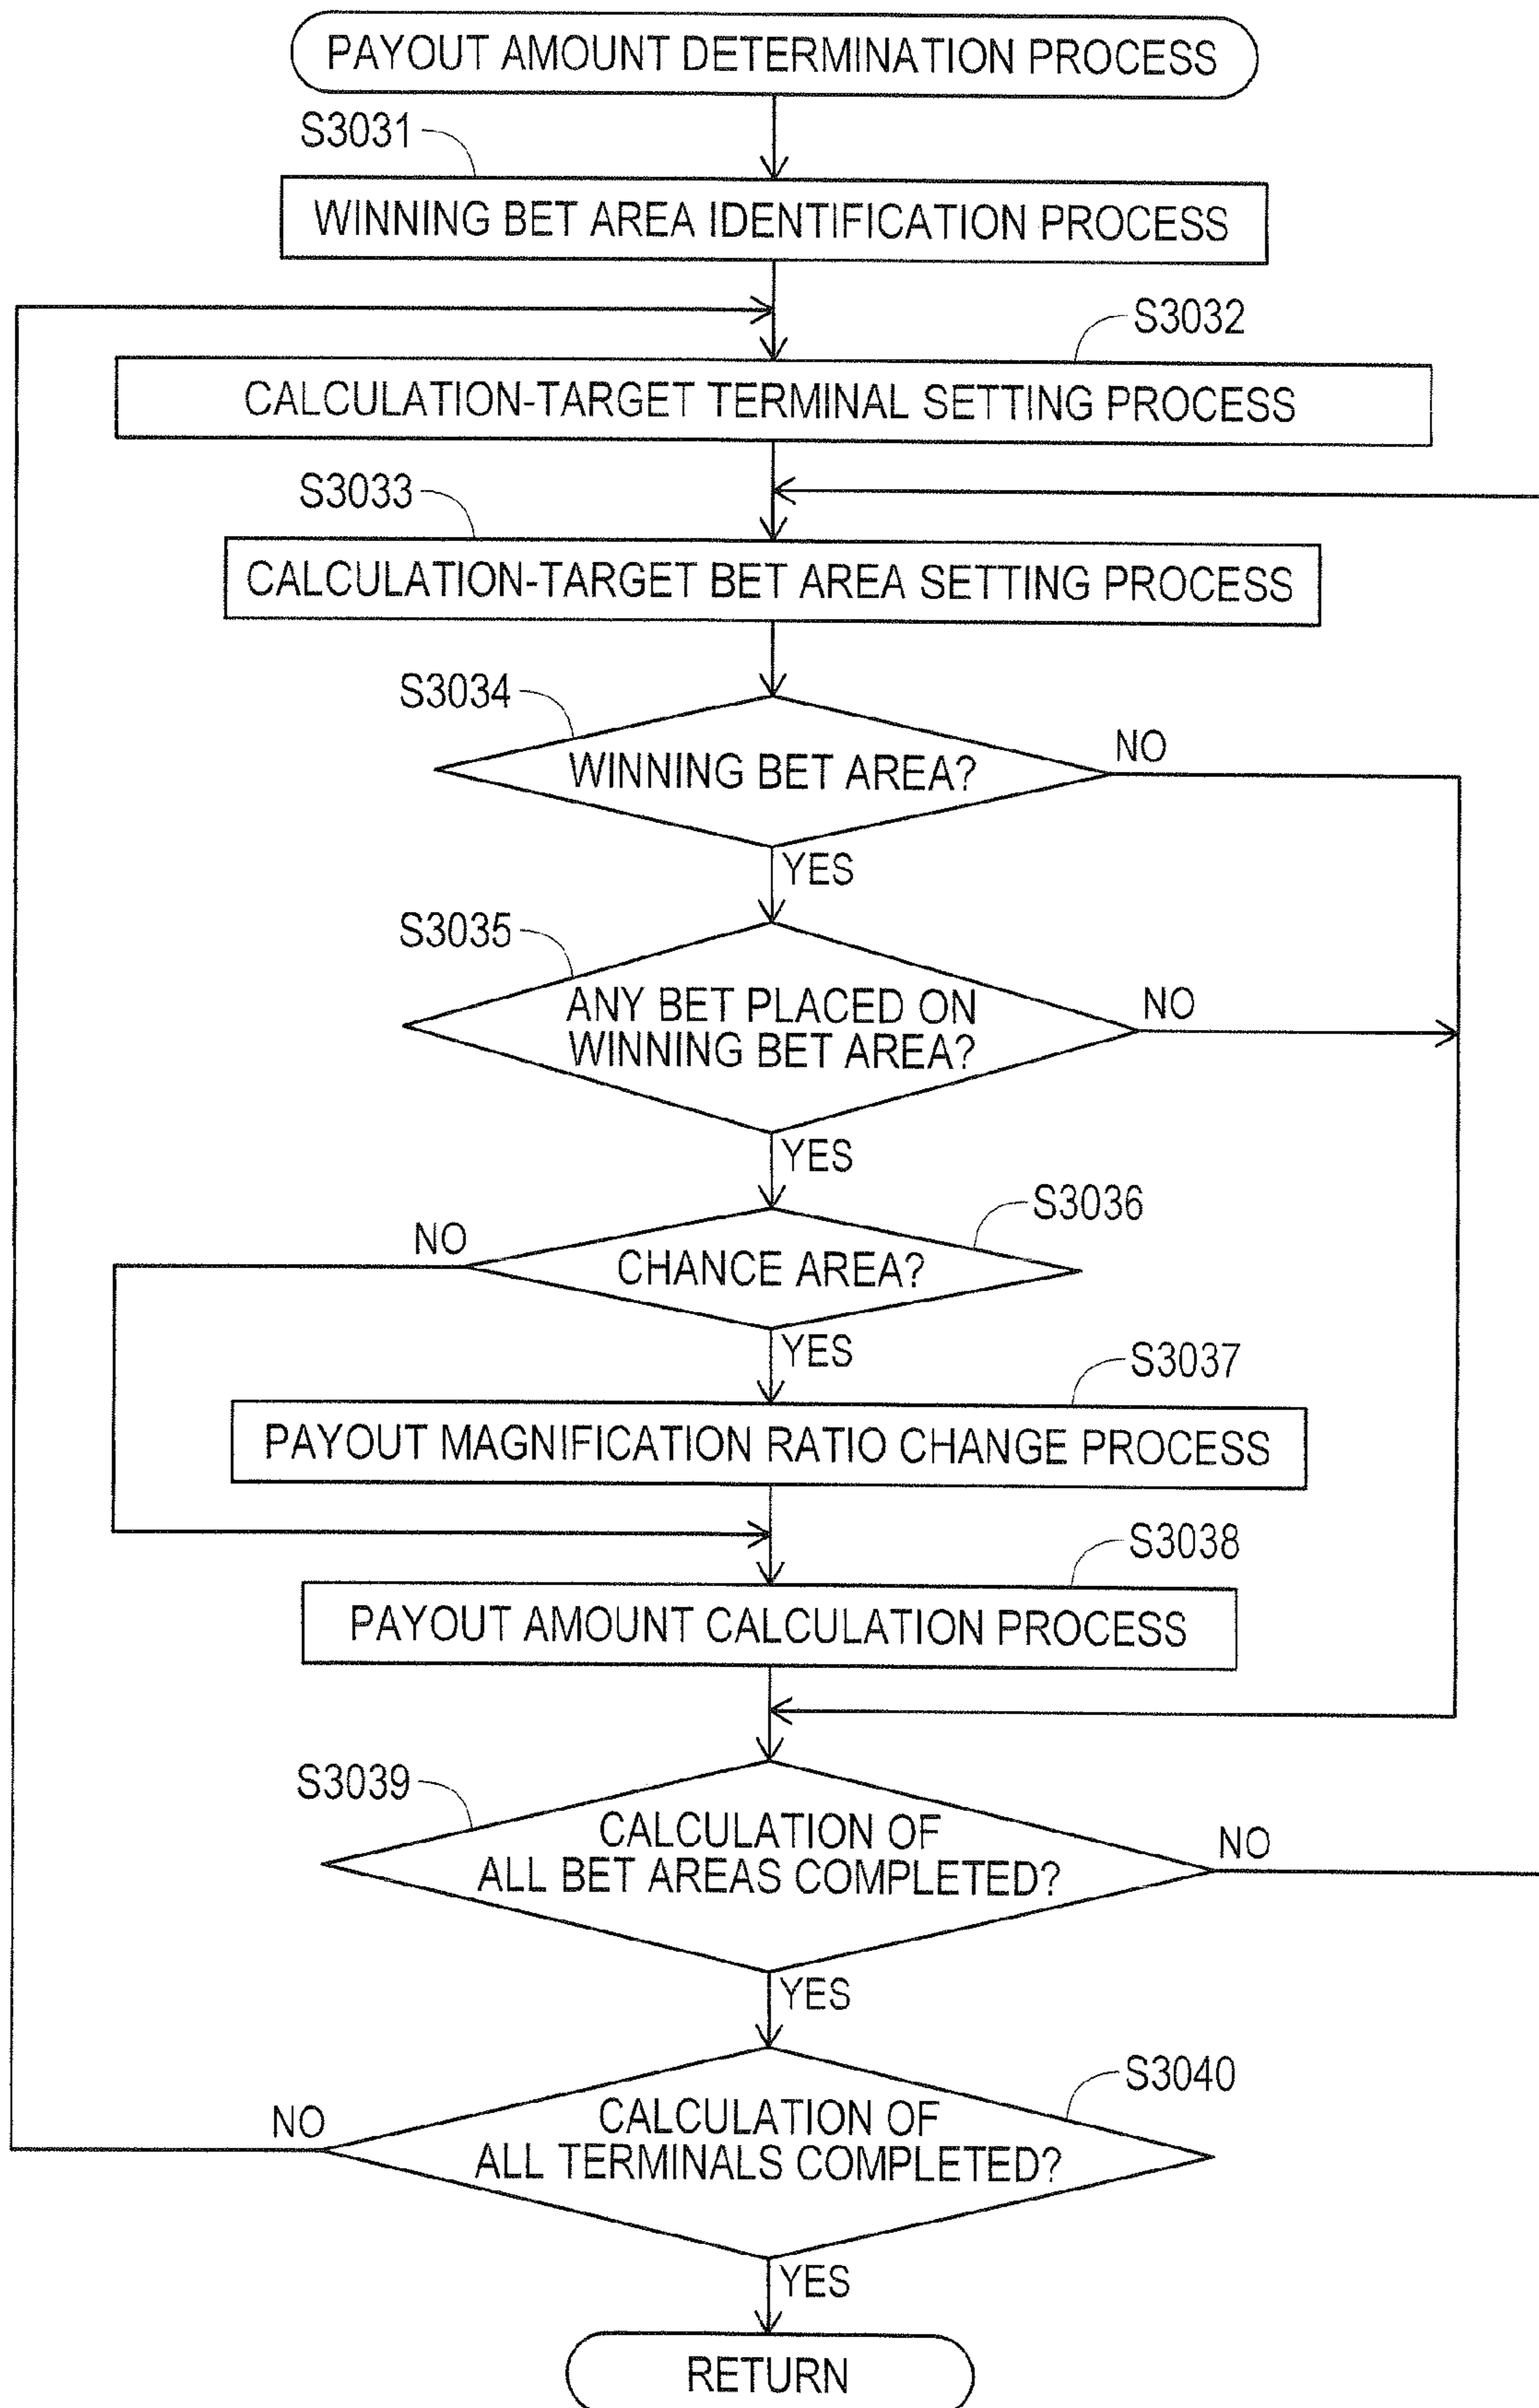 PAYOUT AMOUNT DETERMINATION PROCESS
S3031
WINNING BET AREA IDENTIFICATION PROCESS
S3032
CALCULATION-TARGET TERMINAL SETTING PROCESS
S3033
CALCULATION-TARGET BET AREA SETTING PROCESS
S3034
NO
WINNING BET AREA?
YES
S3035
NO
ANY BET PLACED ON
WINNING BET AREA?
YES
S3036
NO
CHANCE AREA?
YES
S3037
PAYOUT MAGNIFICATION RATIO CHANGE PROCESS
S3038
PAYOUT AMOUNT CALCULATION PROCESS
S3039
CALCULATION OF
NO
ALL BET AREAS COMPLETED?
YES
S3040
NO
CALCULATION OF
ALL TERMINALS COMPLETED?
YES
RETURN